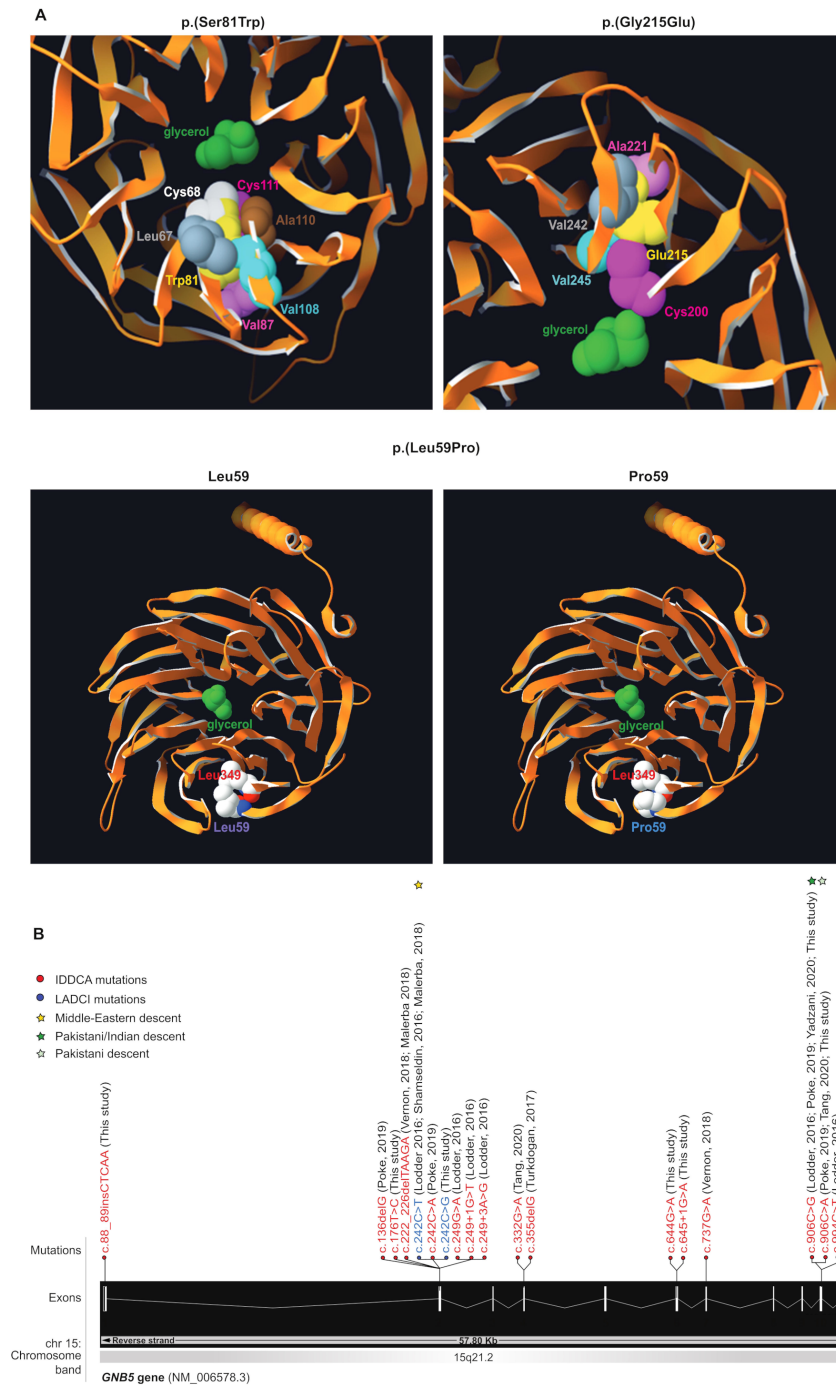 A
p.(Ser81Trp)
p.(Gly215Glu)
glycerol
Cys68
Cys111
Ala110
Leu67
Trp81
Val108
Val87
Ala221
Val242
Glu215
Val245
Cys200
glycerol
p.(Leu59Pro)
Leu59
Pro59
glycerol
Leu349
Leu59
glycerol
Leu349
Pro59
B
IDDCA mutations
LADCI mutations
Middle-Eastern descent
Pakistani/Indian descent
Pakistani descent
c.88_89insCTCAA (This study)
c.136delG (Poke, 2019)
c.176T>C (This study)
c.222_226delTAAGA (Vernon, 2018; Malerba 2018)
c.242C>T (Lodder 2016; Shamseldin, 2016; Malerba, 2018)
c.242C>A (Poke, 2019)
c.242C>G (This study)
c.249G>A (Lodder, 2016)
c.249+1G>T (Lodder, 2016)
c.249+3A>G (Lodder, 2016)
c.332G>A (Tang, 2020)
c.355delG (Turkdogan, 2017)
c.644G>A (This study)
c.645+1G>A (This study)
c.737G>A (Vernon, 2018)
c.906C>G (Lodder, 2016; Poke, 2019; Yadzani, 2020; This study)
c.906C>A (Poke, 2019; Tang, 2020; This study)
Mutations
Exons
chr 15:
Reverse strand
57.80 Kb
Chromosome
band
15q21.2
GNB5 gene (NM_006578.3)